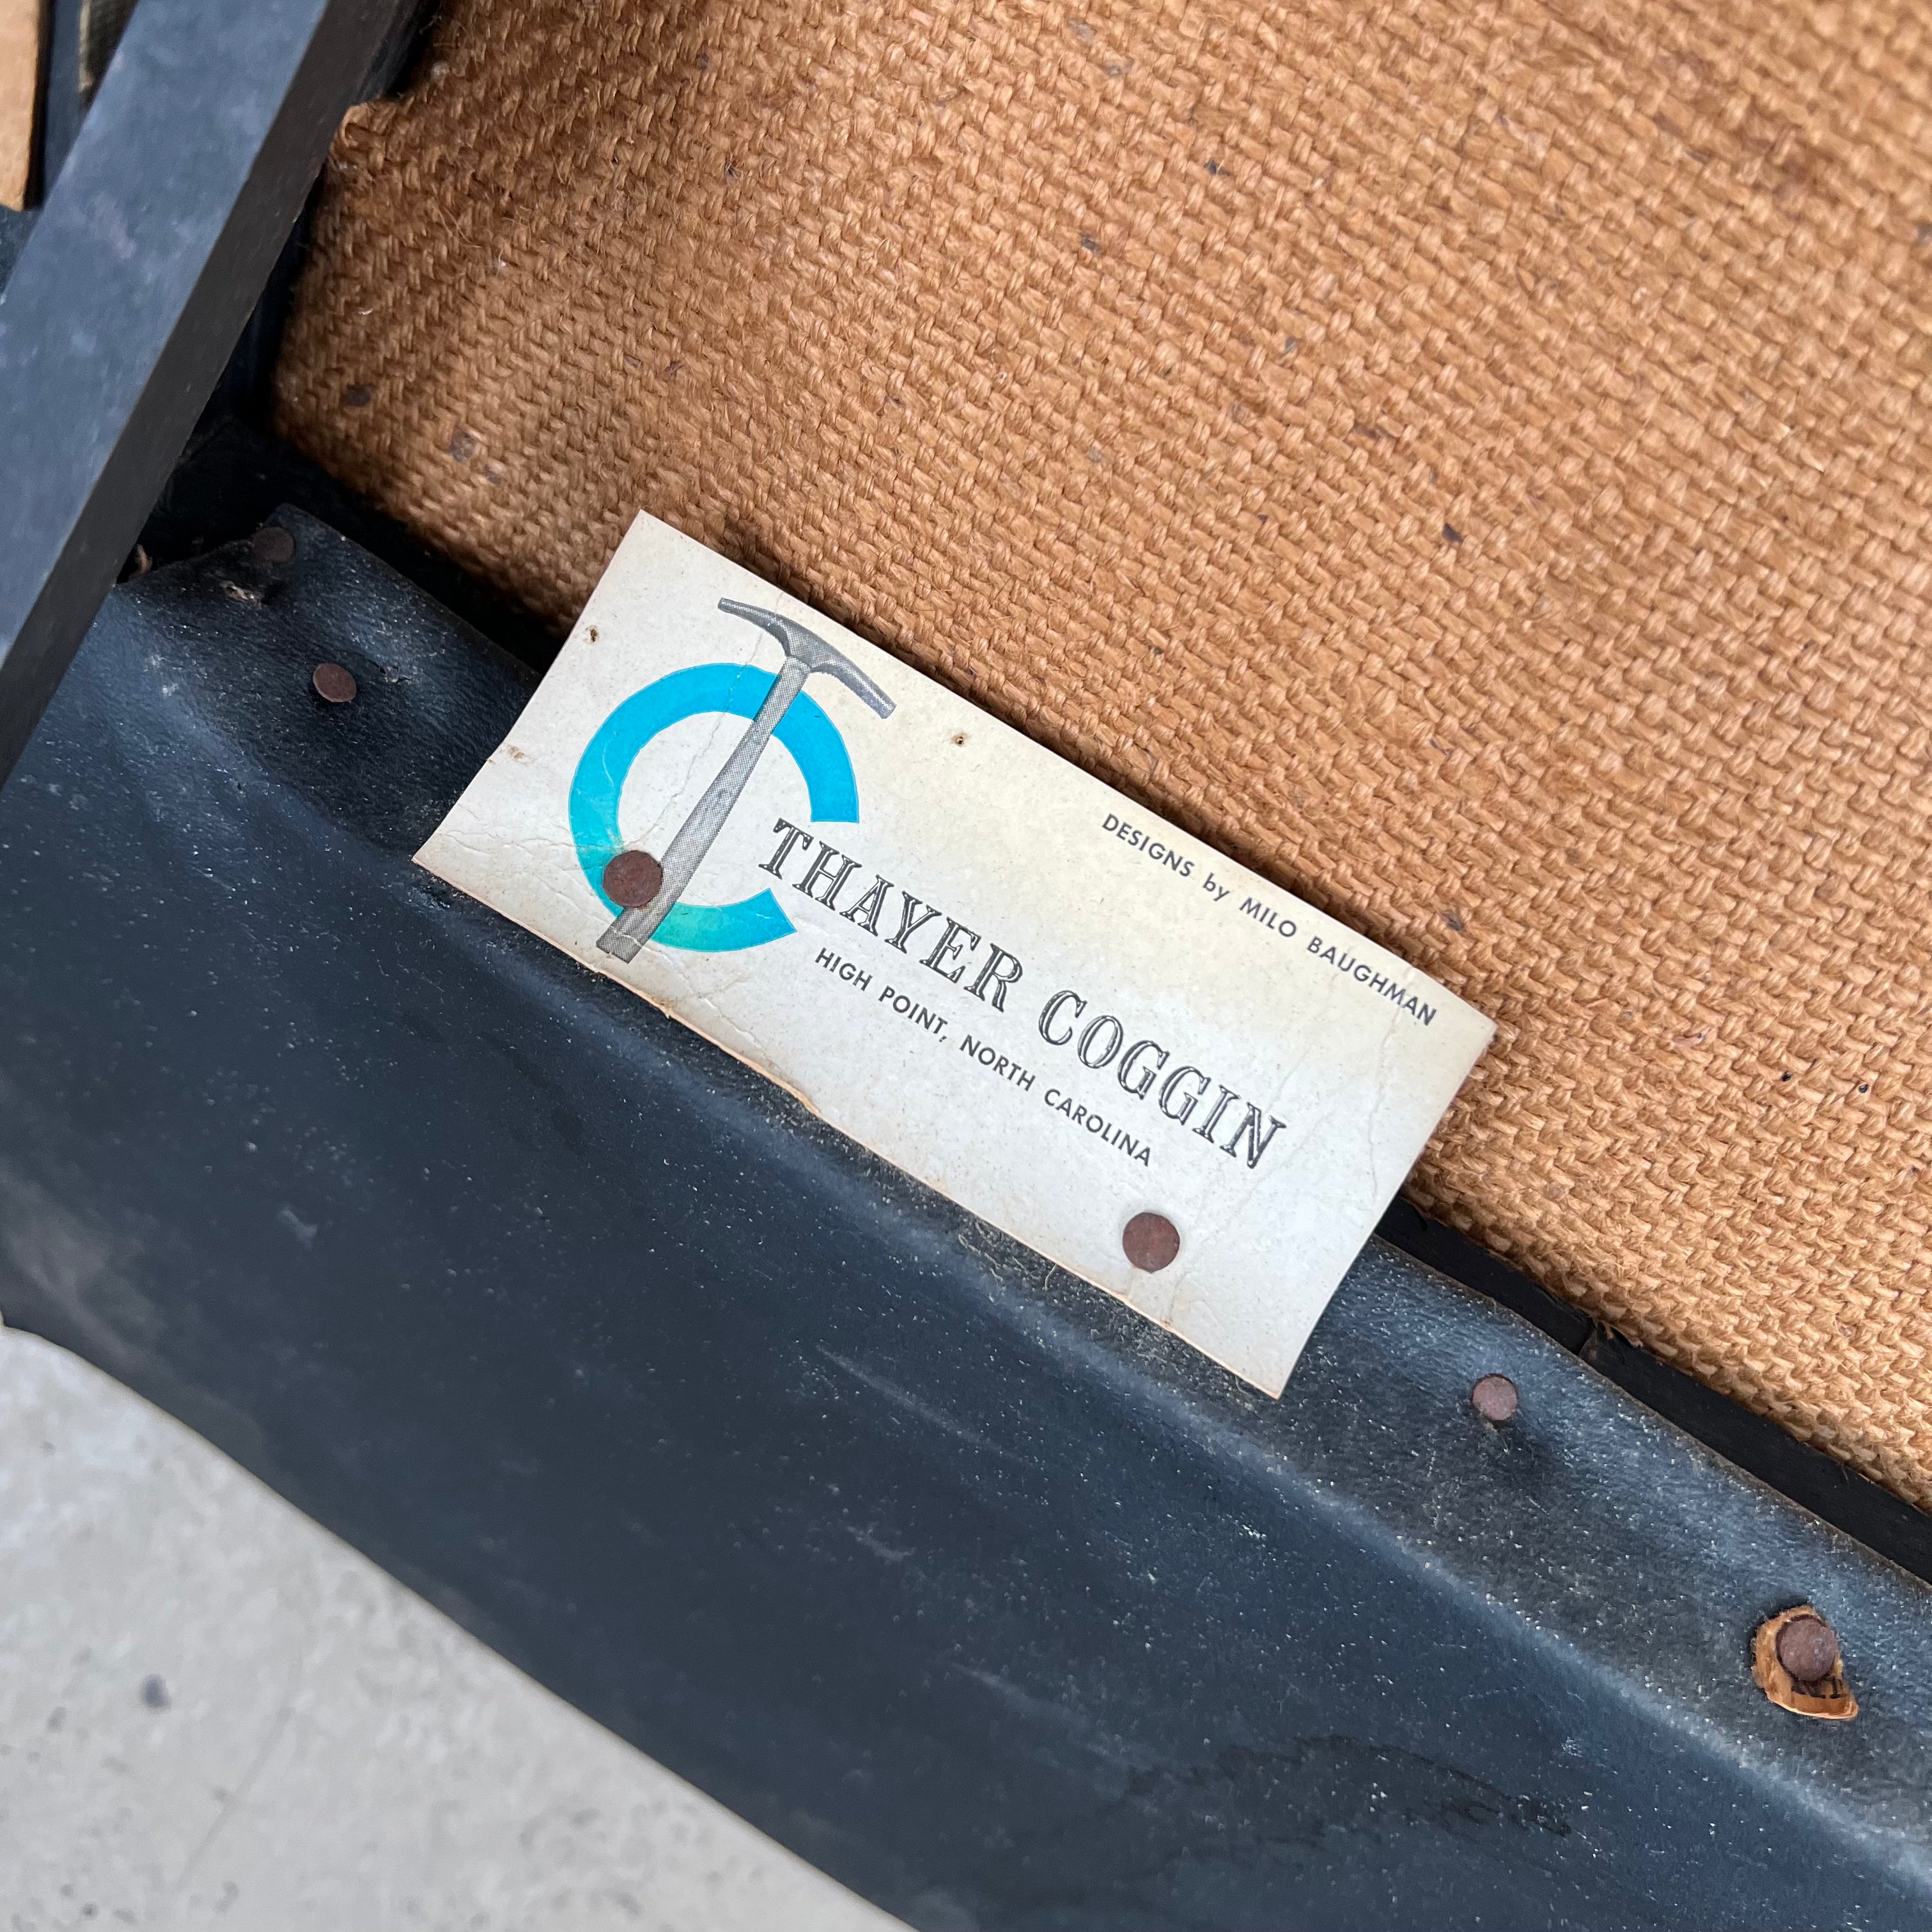 DESIGNS by MILO BAUGHMAN
THAYER COGGIN
HIGH POINT, NORTH CAROLINA